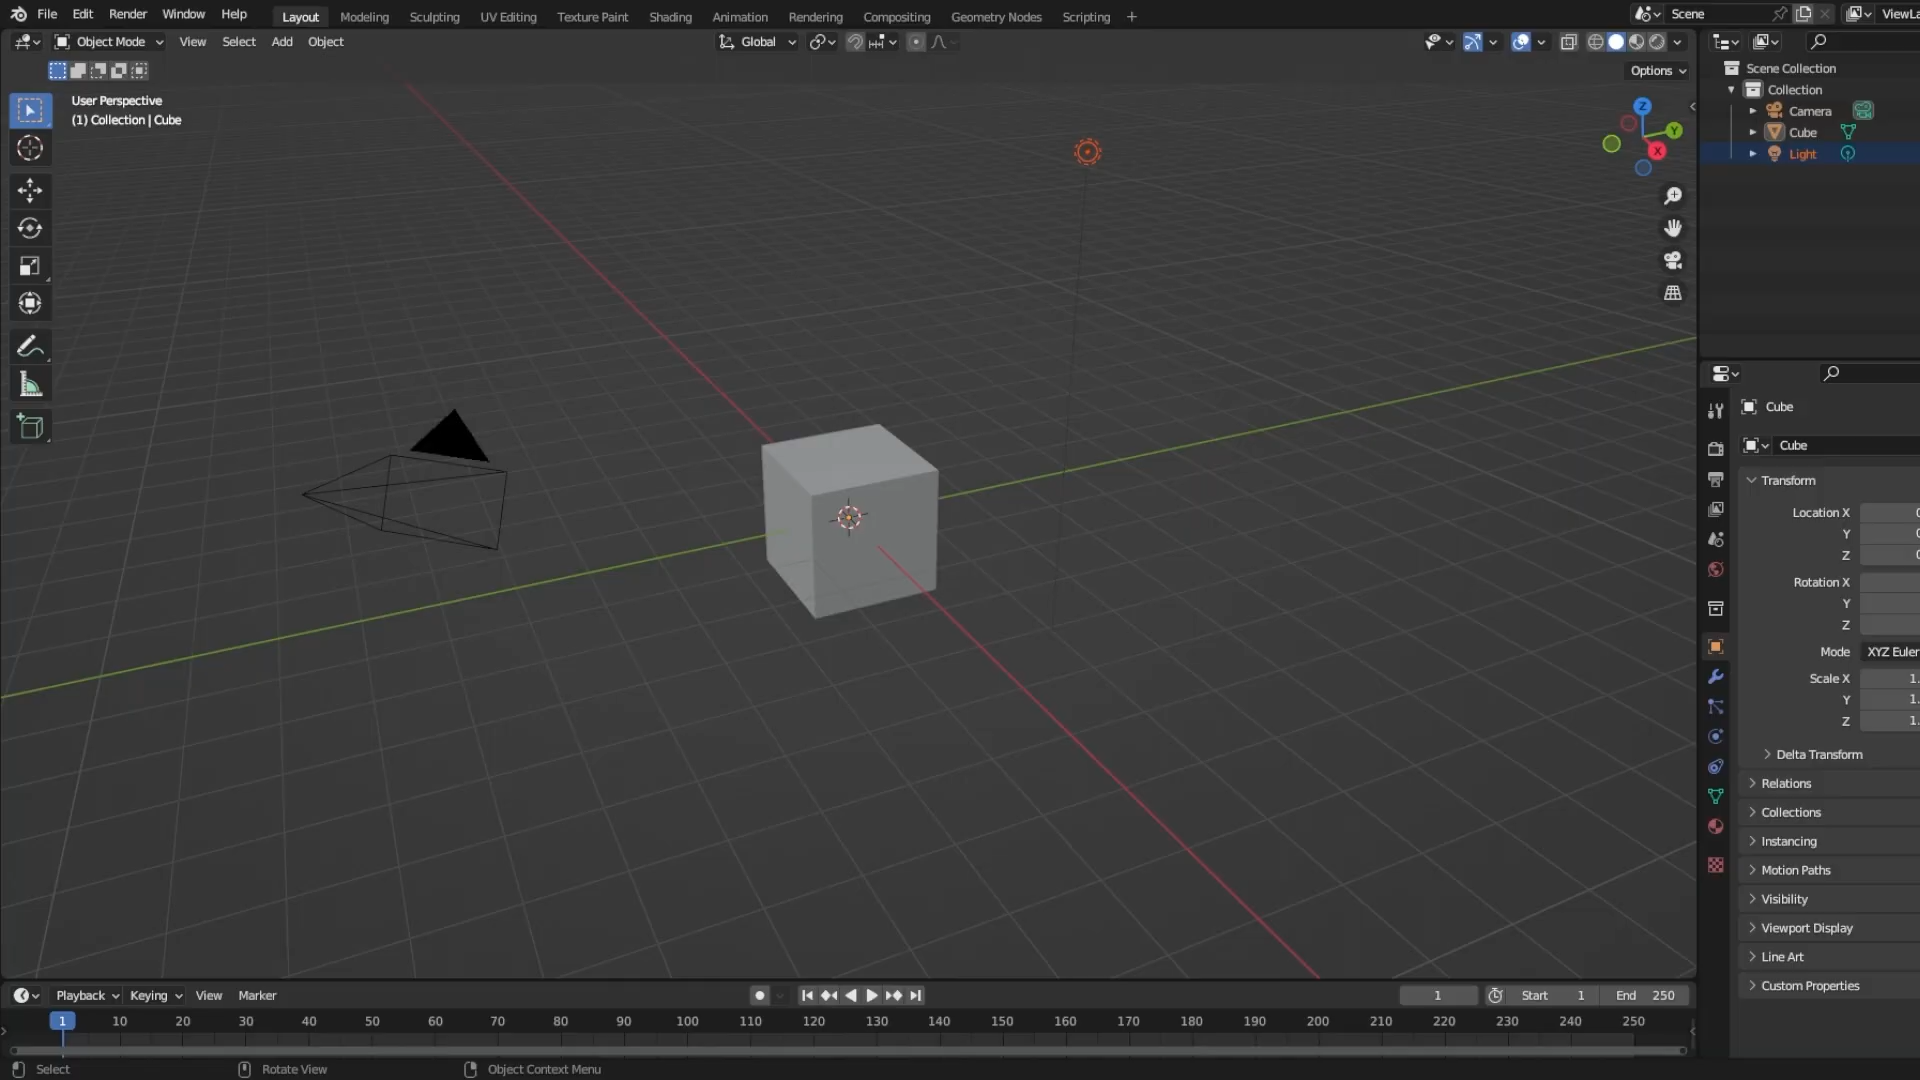 File Edit Render Window Help Layout Modeling Sculpting UV Editing Texture Paint Shading Animation Rendering Compositing Geometry Nodes Scripting + Scene
Object Mode View Select Add Object Global
Options
User Perspective
(1) Collection | Cube
Z
Y
X
Scene Collection
Collection
Camera
Cube
Light
Cube
Cube
Transform
Location X
Y
Z
Rotation X
Y
Z
Mode XYZ Euler
Scale X 1.
Y 1.
Z 1.
Delta Transform
Relations
Collections
Instancing
Motion Paths
Visibility
Viewport Display
Line Art
Custom Properties
Playback Keying View Marker 1 Start 1 End 250
1 10 20 30 40 50 60 70 80 90 100 110 120 130 140 150 160 170 180 190 200 210 220 230 240 250
Select Rotate View Object Context Menu